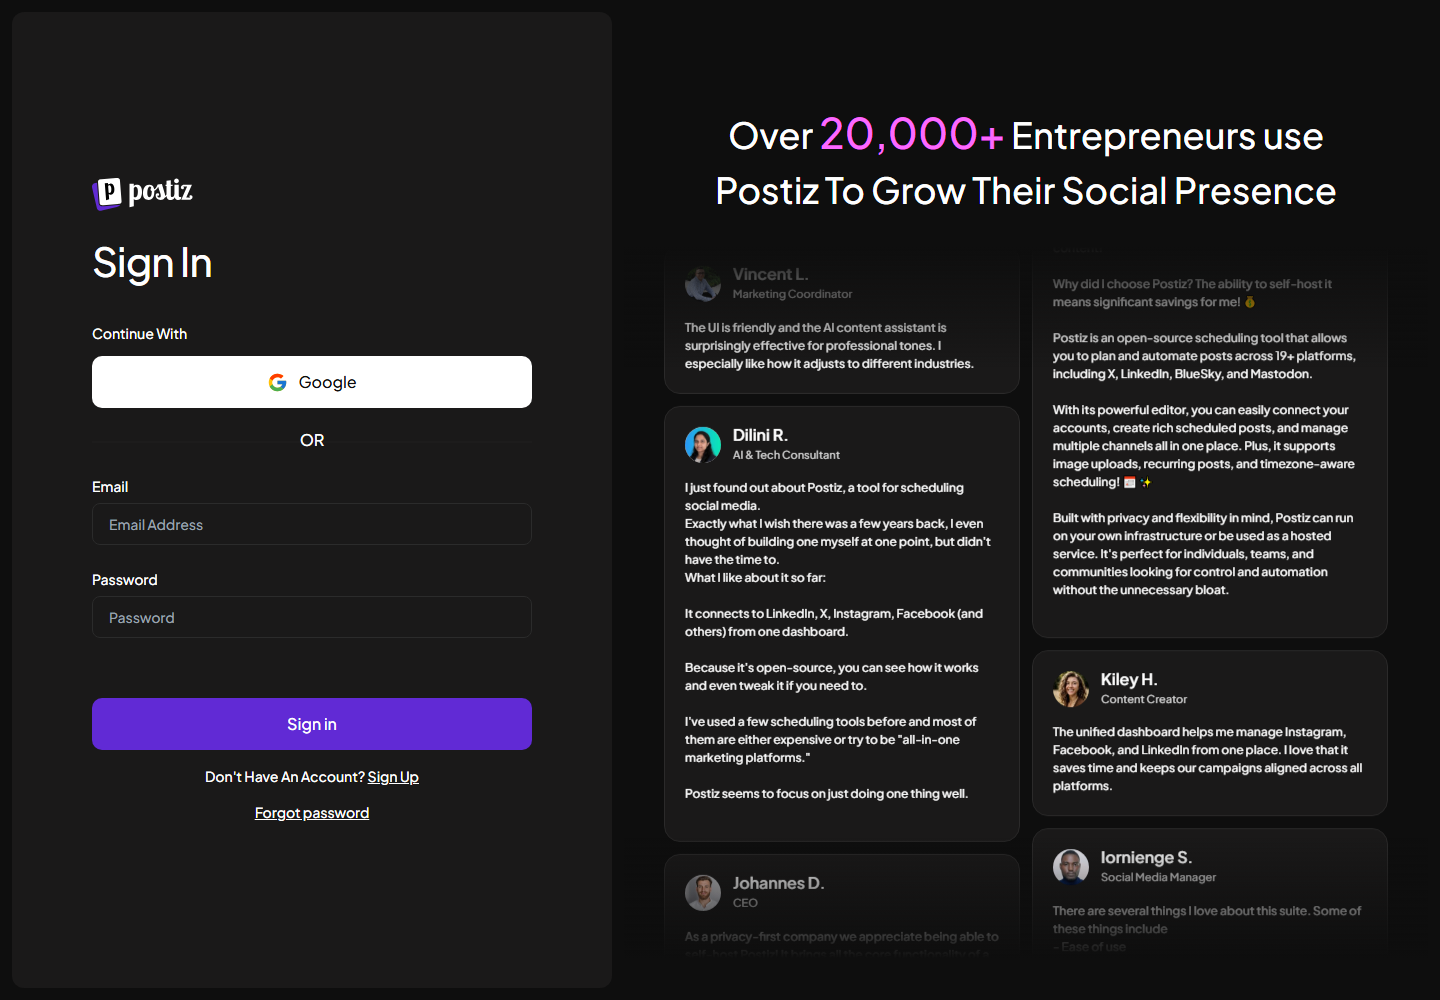 postiz
Sign In
Continue With
Google
OR
Email
Email Address
Password
Password
Sign in
Don't Have An Account? Sign Up
Forgot password
Over 20,000+ Entrepreneurs use
Postiz To Grow Their Social Presence
Vincent L.
Marketing Coordinator
The UI is friendly and the AI content assistant is
surprisingly effective for professional tones. I
especially like how it adjusts to different industries.
Dilini R.
AI & Tech Consultant
I just found out about Postiz, a tool for scheduling
social media.
Exactly what I wish there was a few years back, I even
thought of building one myself at one point, but didn't
have the time to.
What I like about it so far:
It connects to LinkedIn, X, Instagram, Facebook (and
others) from one dashboard.
Because it's open-source, you can see how it works
and even tweak it if you need to.
I've used a few scheduling tools before and most of
them are either expensive or try to be "all-in-one
marketing platforms."
Postiz seems to focus on just doing one thing well.
Johannes D.
CEO
As a privacy-first company we appreciate being able to
self-host Postiz! It brings all the core functionality of a
Why did I choose Postiz? The ability to self-host it
means significant savings for me! 💰
Postiz is an open-source scheduling tool that allows
you to plan and automate posts across 19+ platforms,
including X, LinkedIn, BlueSky, and Mastodon.
With its powerful editor, you can easily connect your
accounts, create rich scheduled posts, and manage
multiple channels all in one place. Plus, it supports
image uploads, recurring posts, and timezone-aware
scheduling! 📅 ✨
Built with privacy and flexibility in mind, Postiz can run
on your own infrastructure or be used as a hosted
service. It's perfect for individuals, teams, and
communities looking for control and automation
without the unnecessary bloat.
Kiley H.
Content Creator
The unified dashboard helps me manage Instagram,
Facebook, and LinkedIn from one place. I love that it
saves time and keeps our campaigns aligned across all
platforms.
Iornienge S.
Social Media Manager
There are several things I love about this suite. Some of
these things include
- Ease of use